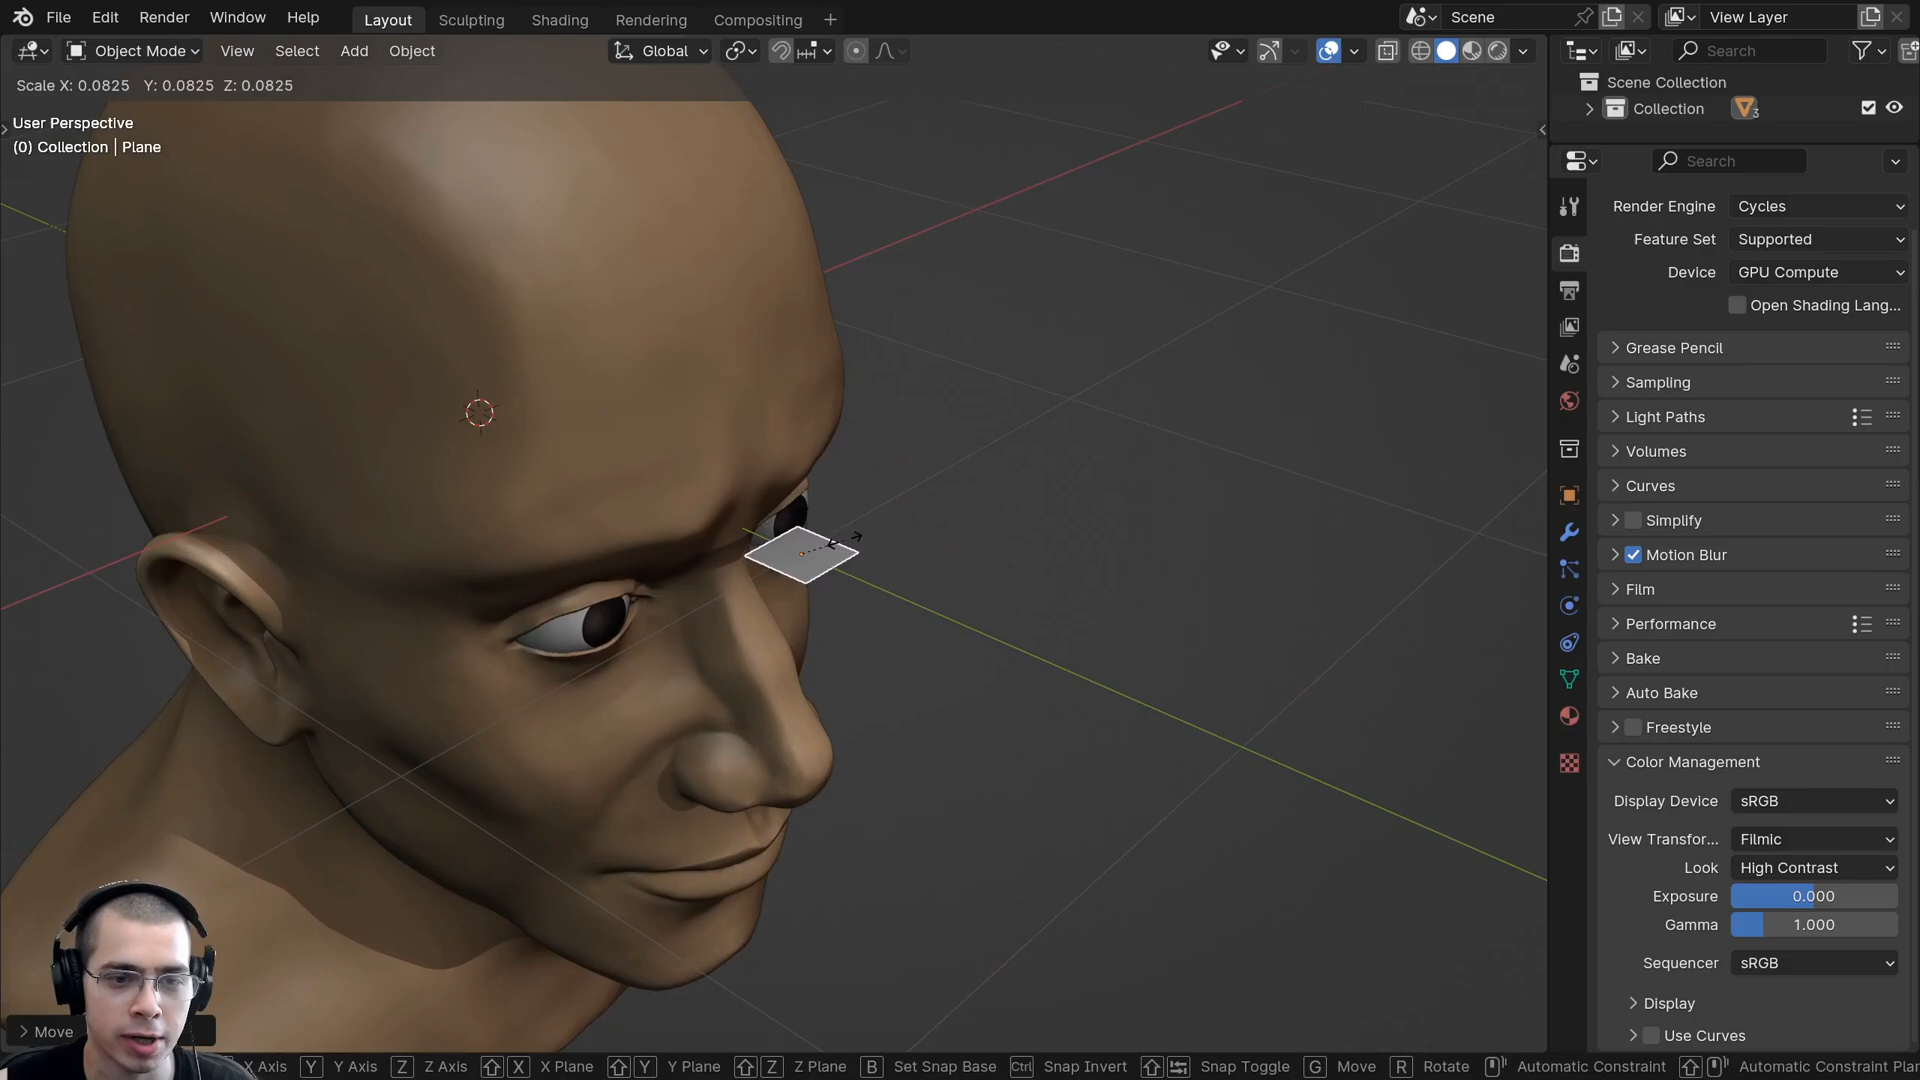 File Edit Render Window Help Layout Sculpting Shading Rendering Compositing + Scene View Layer
Object Mode View Select Add Object Global Search
Scale X: 0.0825 Y: 0.0825 Z: 0.0825
User Perspective
(0) Collection | Plane
Scene Collection
Collection 3
Search
Render Engine Cycles
Feature Set Supported
Device GPU Compute
Open Shading Lang...
Grease Pencil
Sampling
Light Paths
Volumes
Curves
Simplify
Motion Blur
Film
Performance
Bake
Auto Bake
Freestyle
Color Management
Display Device sRGB
View Transfor... Filmic
Look High Contrast
Exposure 0.000
Gamma 1.000
Sequencer sRGB
Display
Use Curves
Move
X Axis Y Y Axis Z Z Axis X X Plane Y Y Plane Z Z Plane B Set Snap Base Ctrl Snap Invert Snap Toggle G Move R Rotate Automatic Constraint Automatic Constraint Plan